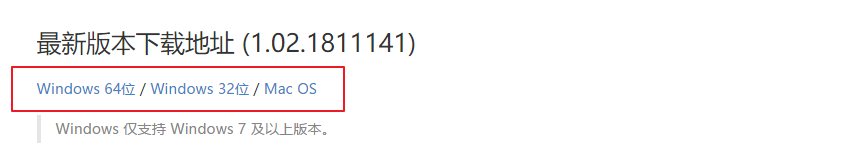 最新版本下载地址 (1.02.1811141)
Windows 64位 / Windows 32位 / Mac OS
Windows 仅支持 Windows 7 及以上版本。